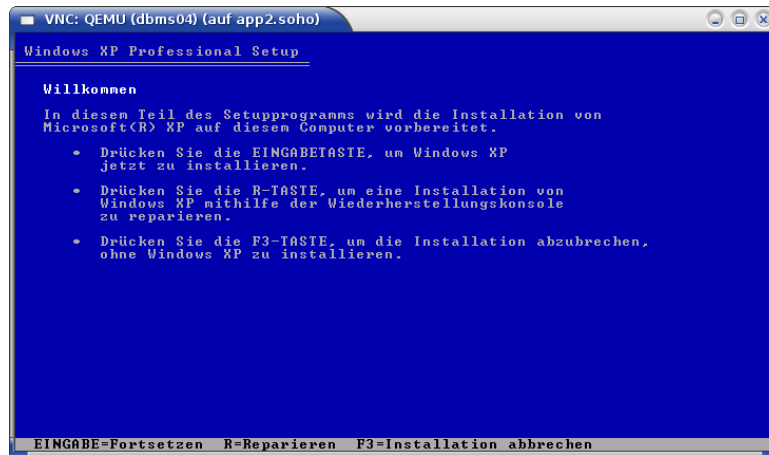 VNC: QEMU (dbms04) (auf app2.soho)
Windows XP Professional Setup
Willkommen
In diesem Teil des Setupprogramms wird die Installation von
Microsoft(R) XP auf diesem Computer vorbereitet.
• Drücken Sie die EINGABETASTE, um Windows XP
jetzt zu installieren.
• Drücken Sie die R-TASTE, um eine Installation von
Windows XP mithilfe der Wiederherstellungskonsole
zu reparieren.
• Drücken Sie die F3-TASTE, um die Installation abzubrechen,
ohne Windows XP zu installieren.
EINGABE=Fortsetzen R=Reparieren F3=Installation abbrechen